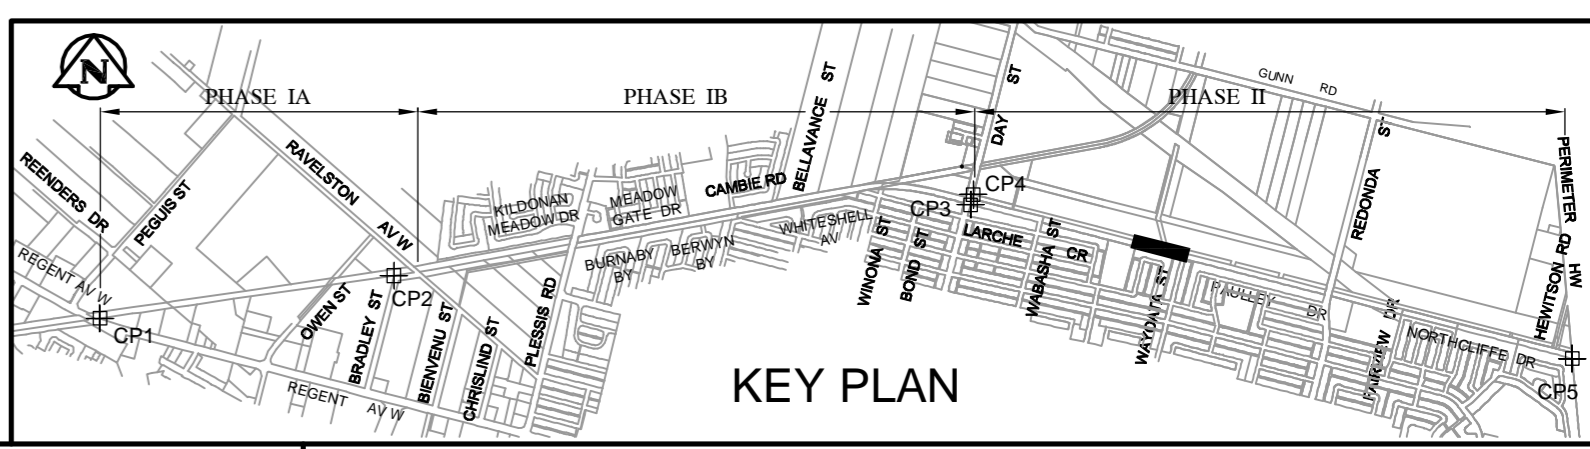 N
PHASE IA
PHASE IB
PHASE II
GUNN RD
REENDERS DR
PEGUIS ST
RAVELSTON AV W
KILDONAN
MEADOW DR
MEADOW
GATE DR
CAMBIE RD
BELLAVANCE ST
DAY ST
CP4
CP3
REDONDA ST
PERIMETER HW
HEWITSON RD
REGENT AV W
CP1
OWEN ST
BRADLEY ST
CP2
BIENVENU ST
CHRISLIND ST
PLESSIS RD
BURNABY
BY
BERWYN
BY
WHITESHELL
AV
WINONA ST
BOND ST
LARCHE CR
WABASHA ST
WAYOATA ST
PAULLEY DR
FAIRVIEW DR
NORTHCLIFFE DR
CP5
REGENT AV W
KEY PLAN